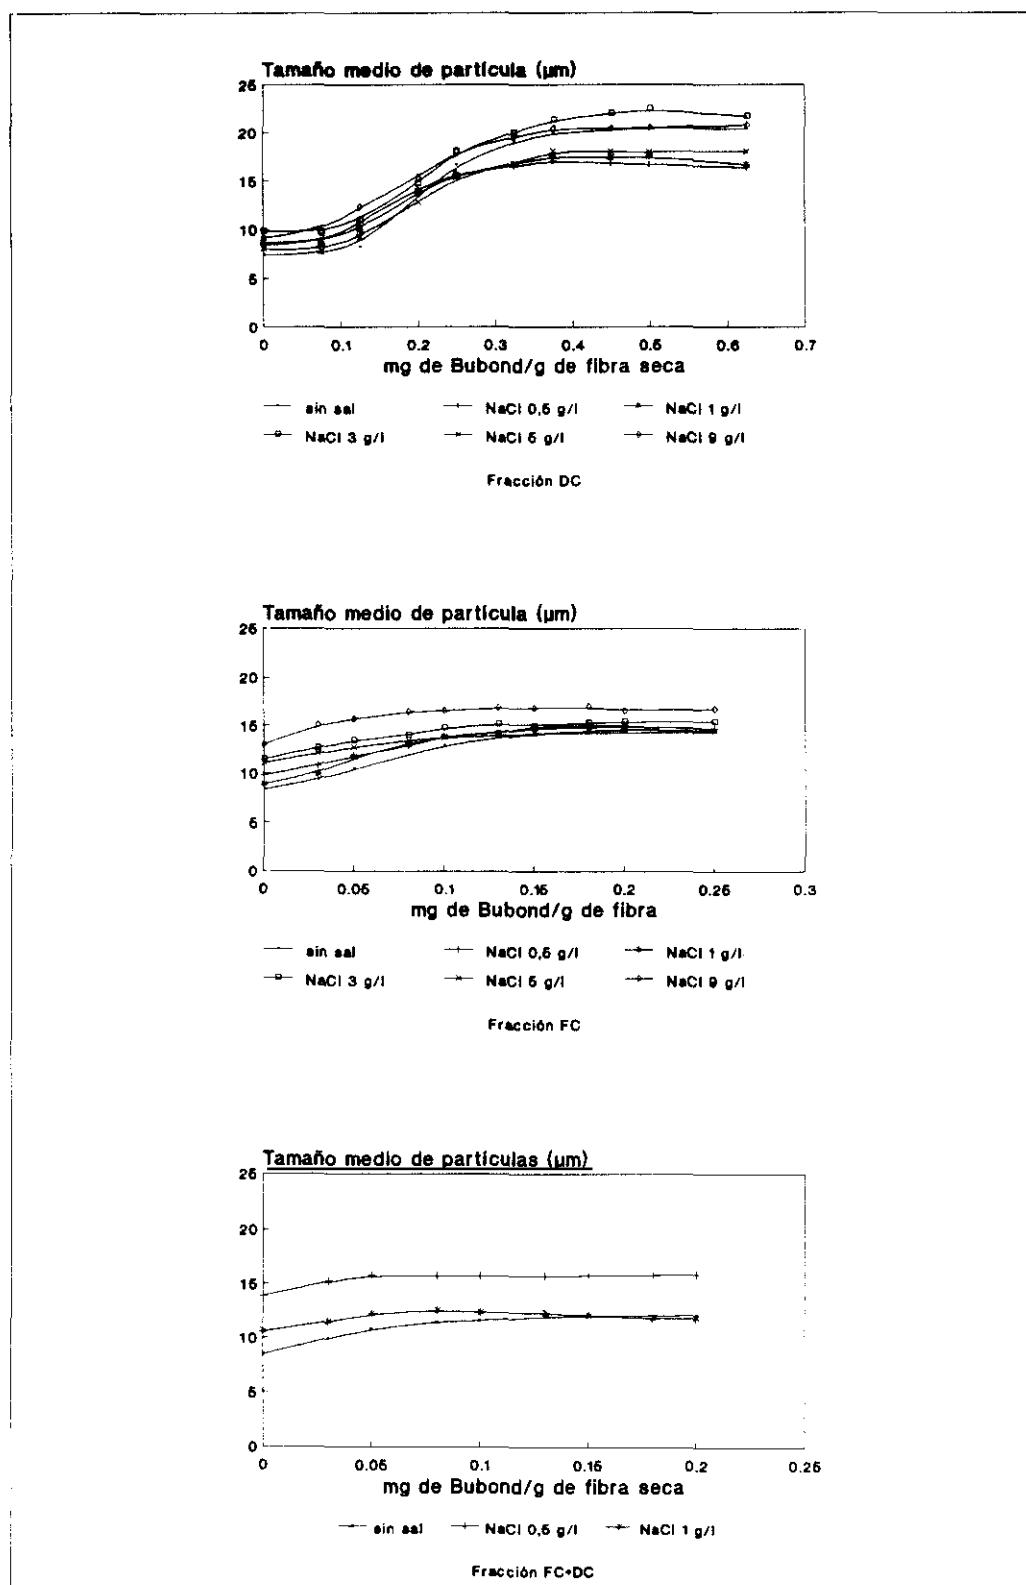 Tamaño medio de partícula (µm)
25
20
15
10
5
0
0 0.1 0.2 0.3 0.4 0.5 0.6 0.7
mg de Bubond/g de fibra seca
sin sal NaCl 0,5 g/l NaCl 1 g/l
NaCl 3 g/l NaCl 5 g/l NaCl 9 g/l
Fracción DC
Tamaño medio de partícula (µm)
25
20
15
10
5
0
0 0.05 0.1 0.15 0.2 0.25 0.3
mg de Bubond/g de fibra
sin sal NaCl 0,5 g/l NaCl 1 g/l
NaCl 3 g/l NaCl 5 g/l NaCl 9 g/l
Fracción FC
Tamaño medio de partículas (µm)
25
20
15
10
5
0
0 0.05 0.1 0.15 0.2 0.25
mg de Bubond/g de fibra seca
sin sal NaCl 0,5 g/l NaCl 1 g/l
Fracción FC+DC